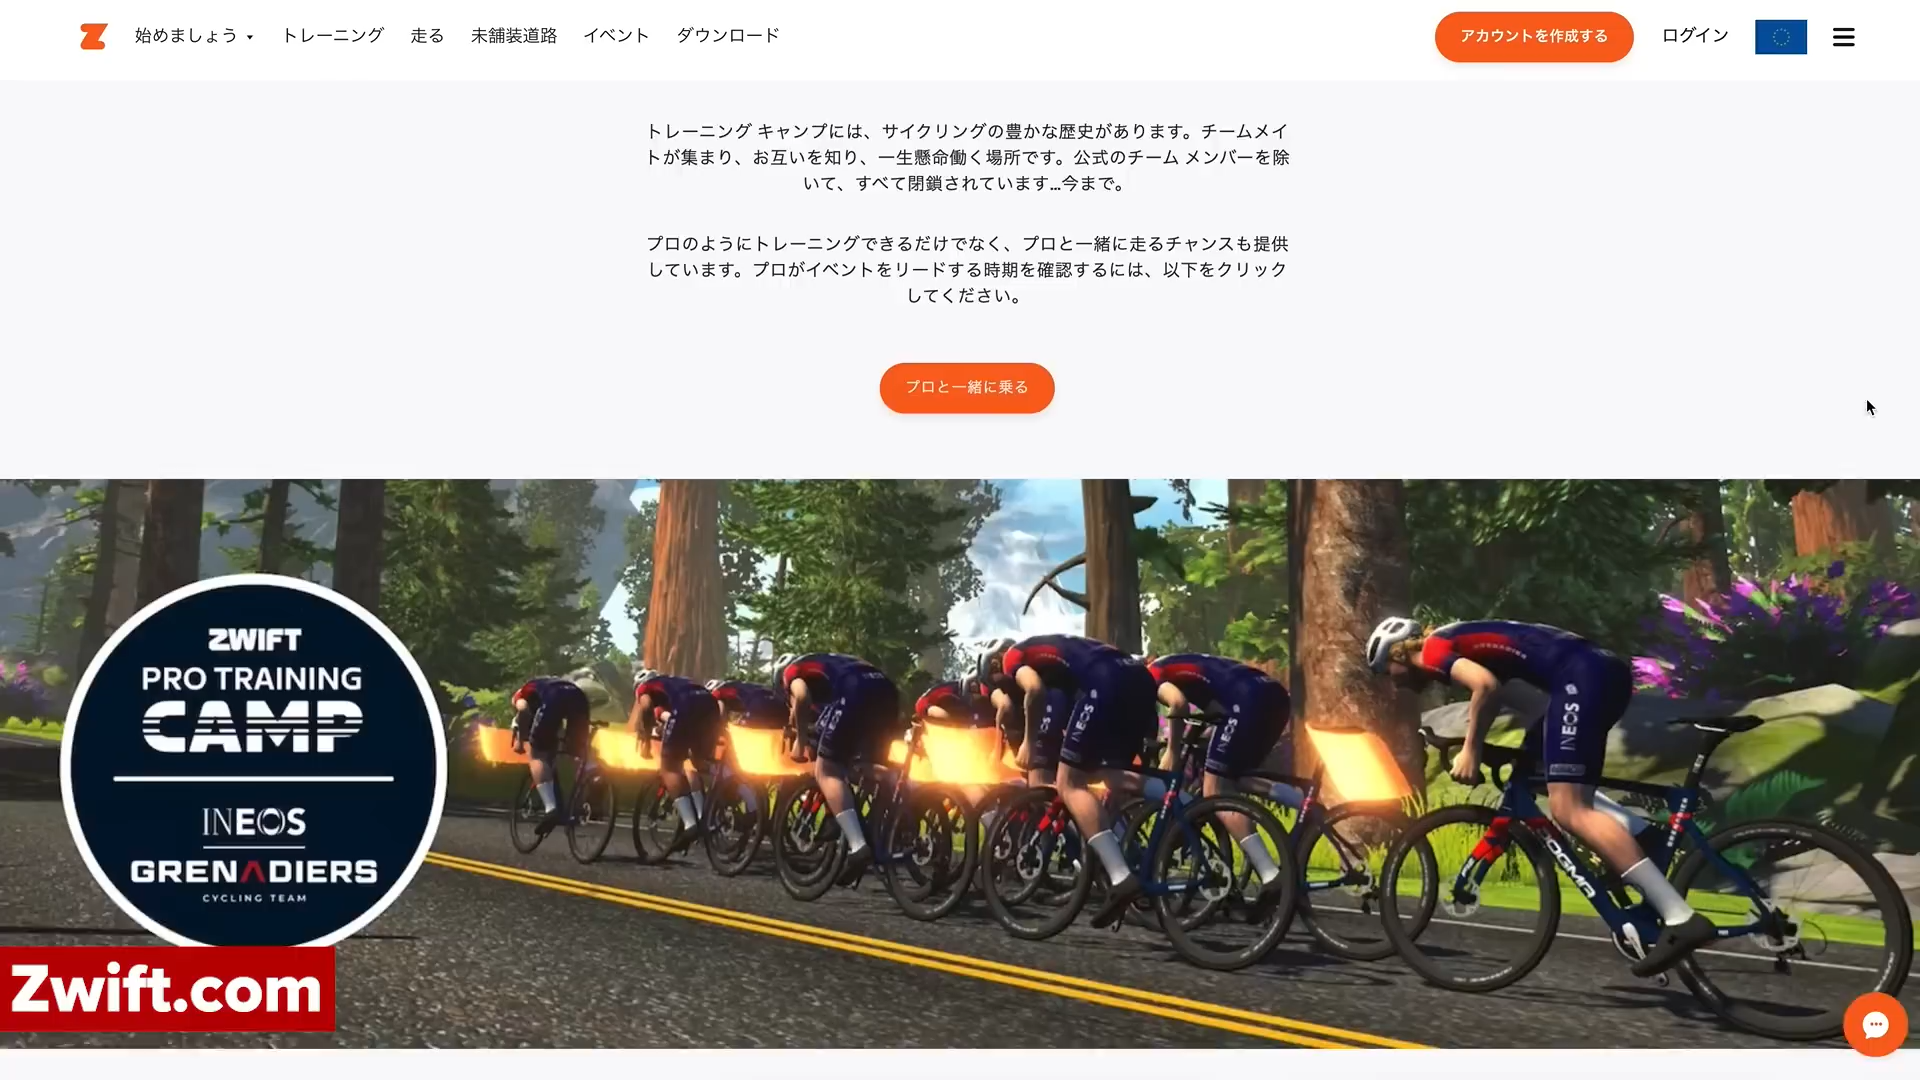 始めましょう
トレーニング
走る
未舗装道路
イベント
ダウンロード
アカウントを作成する
ログイン
トレーニング キャンプには、サイクリングの豊かな歴史があります。チームメイ
トが集まり、お互いを知り、一生懸命働く場所です。公式のチーム メンバーを除
いて、すべて閉鎖されています...今まで。
プロのようにトレーニングできるだけでなく、プロと一緒に走るチャンスも提供
しています。プロがイベントをリードする時期を確認するには、以下をクリック
してください。
プロと一緒に乗る
ZWIFT
PRO TRAINING
CAMP
INEOS
GRENADIERS
CYCLING TEAM
INEOS
INEOS
INEOS
INEOS
DOGMA
Zwift.com